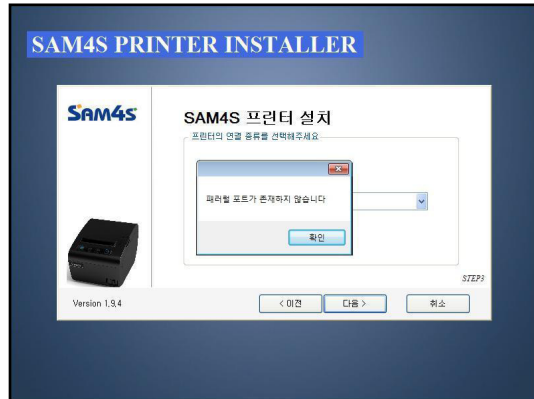 SAM4S PRINTER INSTALLER
SAM4S
SAM4S 프린터 설치
프린터의 연결 종류를 선택해주세요
패러럴 포트가 존재하지 않습니다
확인
STEP3
Version 1.9.4
< 이전
다음 >
취소